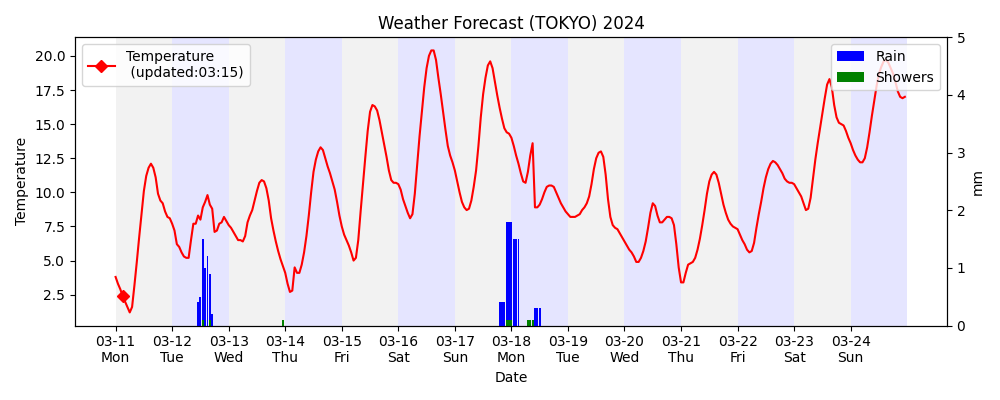 Weather Forecast (TOKYO) 2024
Temperature
(updated:03:15)
Rain
Showers
20.0
17.5
15.0
12.5
10.0
7.5
5.0
2.5
Temperature
5
4
3
2
1
0
mm
03-11 03-12 03-13 03-14 03-15 03-16 03-17 03-18 03-19 03-20 03-21 03-22 03-23 03-24
Mon Tue Wed Thu Fri Sat Sun Mon Tue Wed Thu Fri Sat Sun
Date